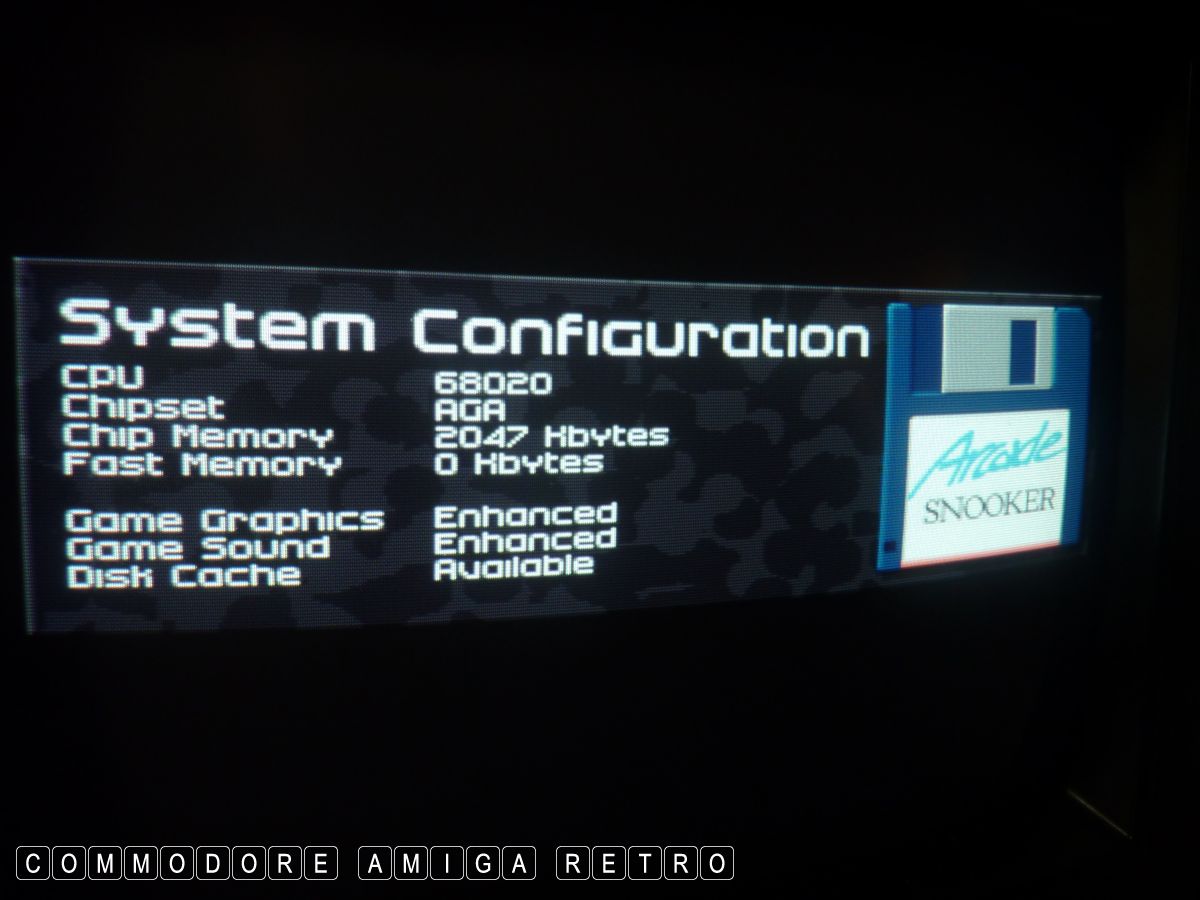 System Configuration
CPU 68020
Chipset AGA
Chip Memory 2047 Kbytes
Fast Memory 0 Kbytes
Game Graphics Enhanced
Game Sound Enhanced
Disk Cache Available
Arcade
SNOOKER
COMMODORE AMIGA RETRO